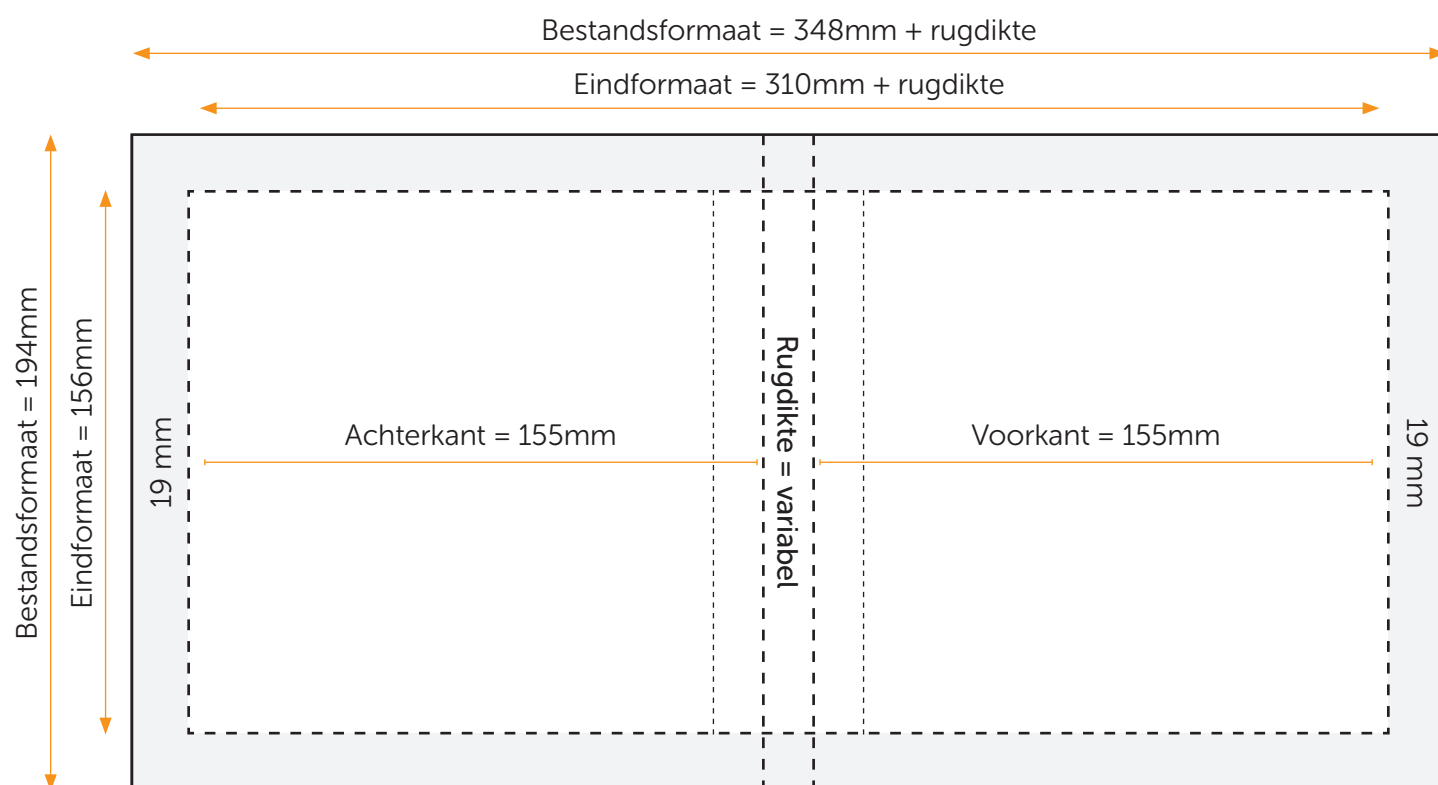 Bestandsformaat = 348mm + rugdikte
Eindformaat = 310mm + rugdikte
Bestandsformaat = 194mm
Eindformaat = 156mm
19 mm
Achterkant = 155mm
Rugdikte = variabel
Voorkant = 155mm
19 mm